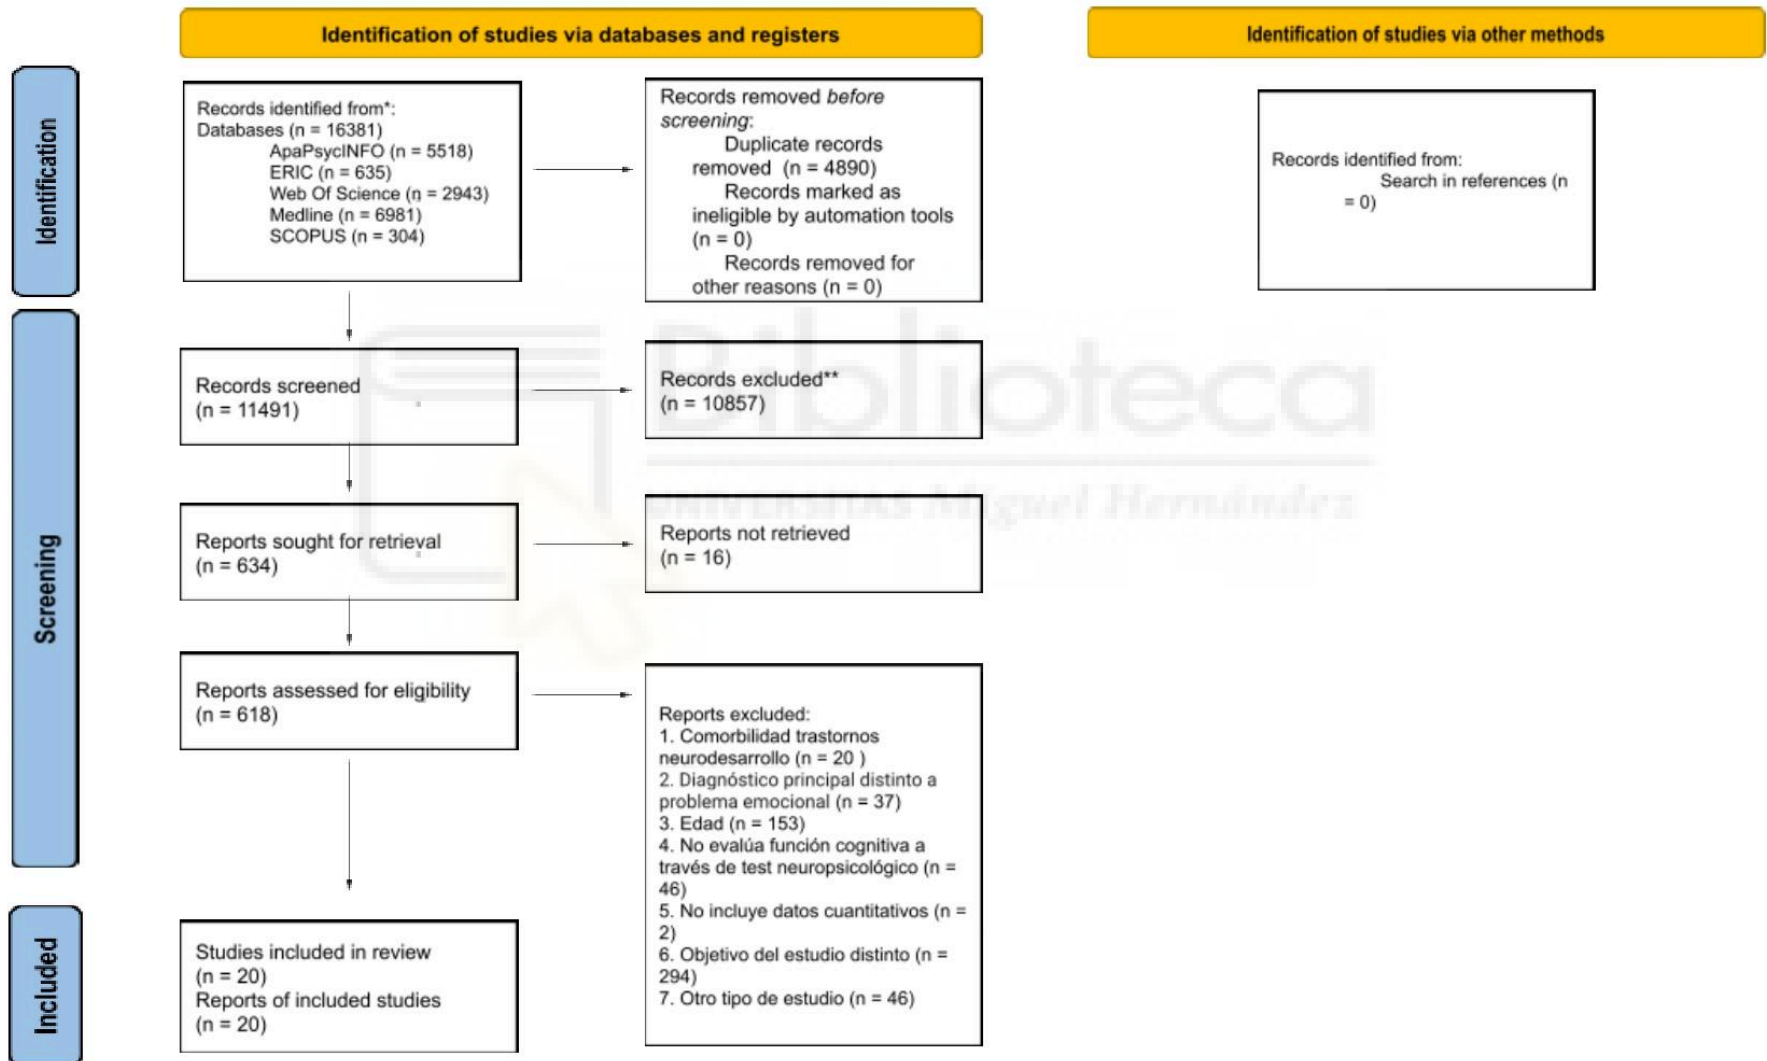 Identification of studies via databases and registers
Identification of studies via other methods
Identification
Records identified from*:
Databases (n = 16381)
ApaPsycINFO (n = 5518)
ERIC (n = 635)
Web Of Science (n = 2943)
Medline (n = 6981)
SCOPUS (n = 304)
Records removed before
screening:
Duplicate records
removed (n = 4890)
Records marked as
ineligible by automation tools
(n = 0)
Records removed for
other reasons (n = 0)
Records identified from:
Search in references (n
= 0)
Screening
Records screened
(n = 11491)
Records excluded**
(n = 10857)
Reports sought for retrieval
(n = 634)
Reports not retrieved
(n = 16)
Reports assessed for eligibility
(n = 618)
Reports excluded:
1. Comorbilidad trastornos
neurodesarrollo (n = 20 )
2. Diagnóstico principal distinto a
problema emocional (n = 37)
3. Edad (n = 153)
4. No evalúa función cognitiva a
través de test neuropsicológico (n =
46)
5. No incluye datos cuantitativos (n =
2)
6. Objetivo del estudio distinto (n =
294)
7. Otro tipo de estudio (n = 46)
Included
Studies included in review
(n = 20)
Reports of included studies
(n = 20)
Biblioteca
UNIVERSITAS Miguel Hernández